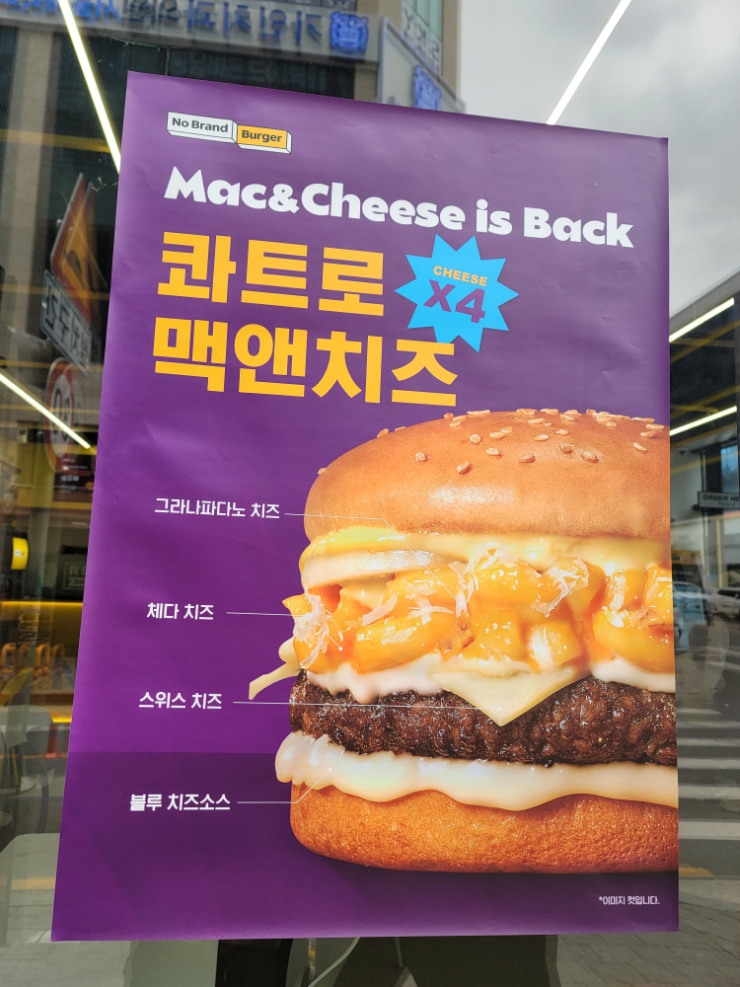 No Brand Burger
Mac&Cheese is Back
콰트로
CHEESE
X4
맥앤치즈
그라나파다노 치즈
체다 치즈
스위스 치즈
블루 치즈소스
*이미지 컷입니다.